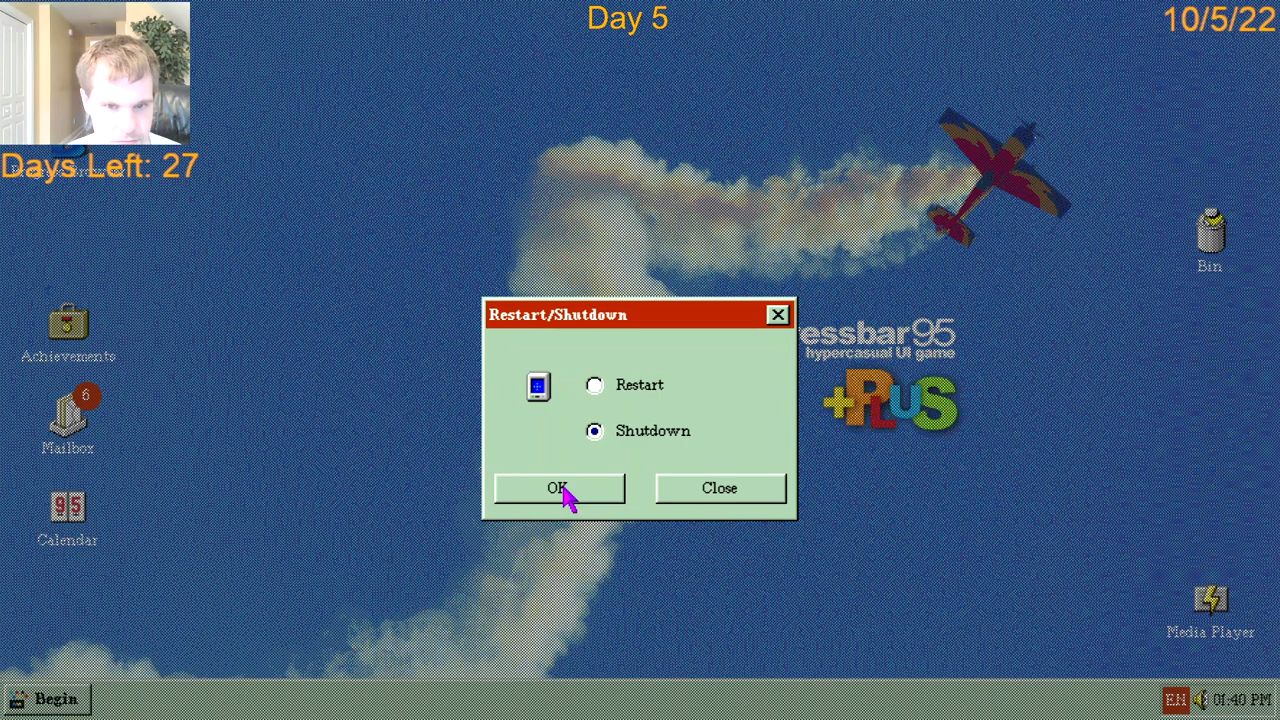 Day 5
10/5/22
Days Left: 27
Bin
Achievements
6
Mailbox
95
Calendar
Restart/Shutdown
Restart
Shutdown
OK
Close
essbar95
hypercasual UI game
+PLUS
Media Player
Begin
EN
01:40 PM